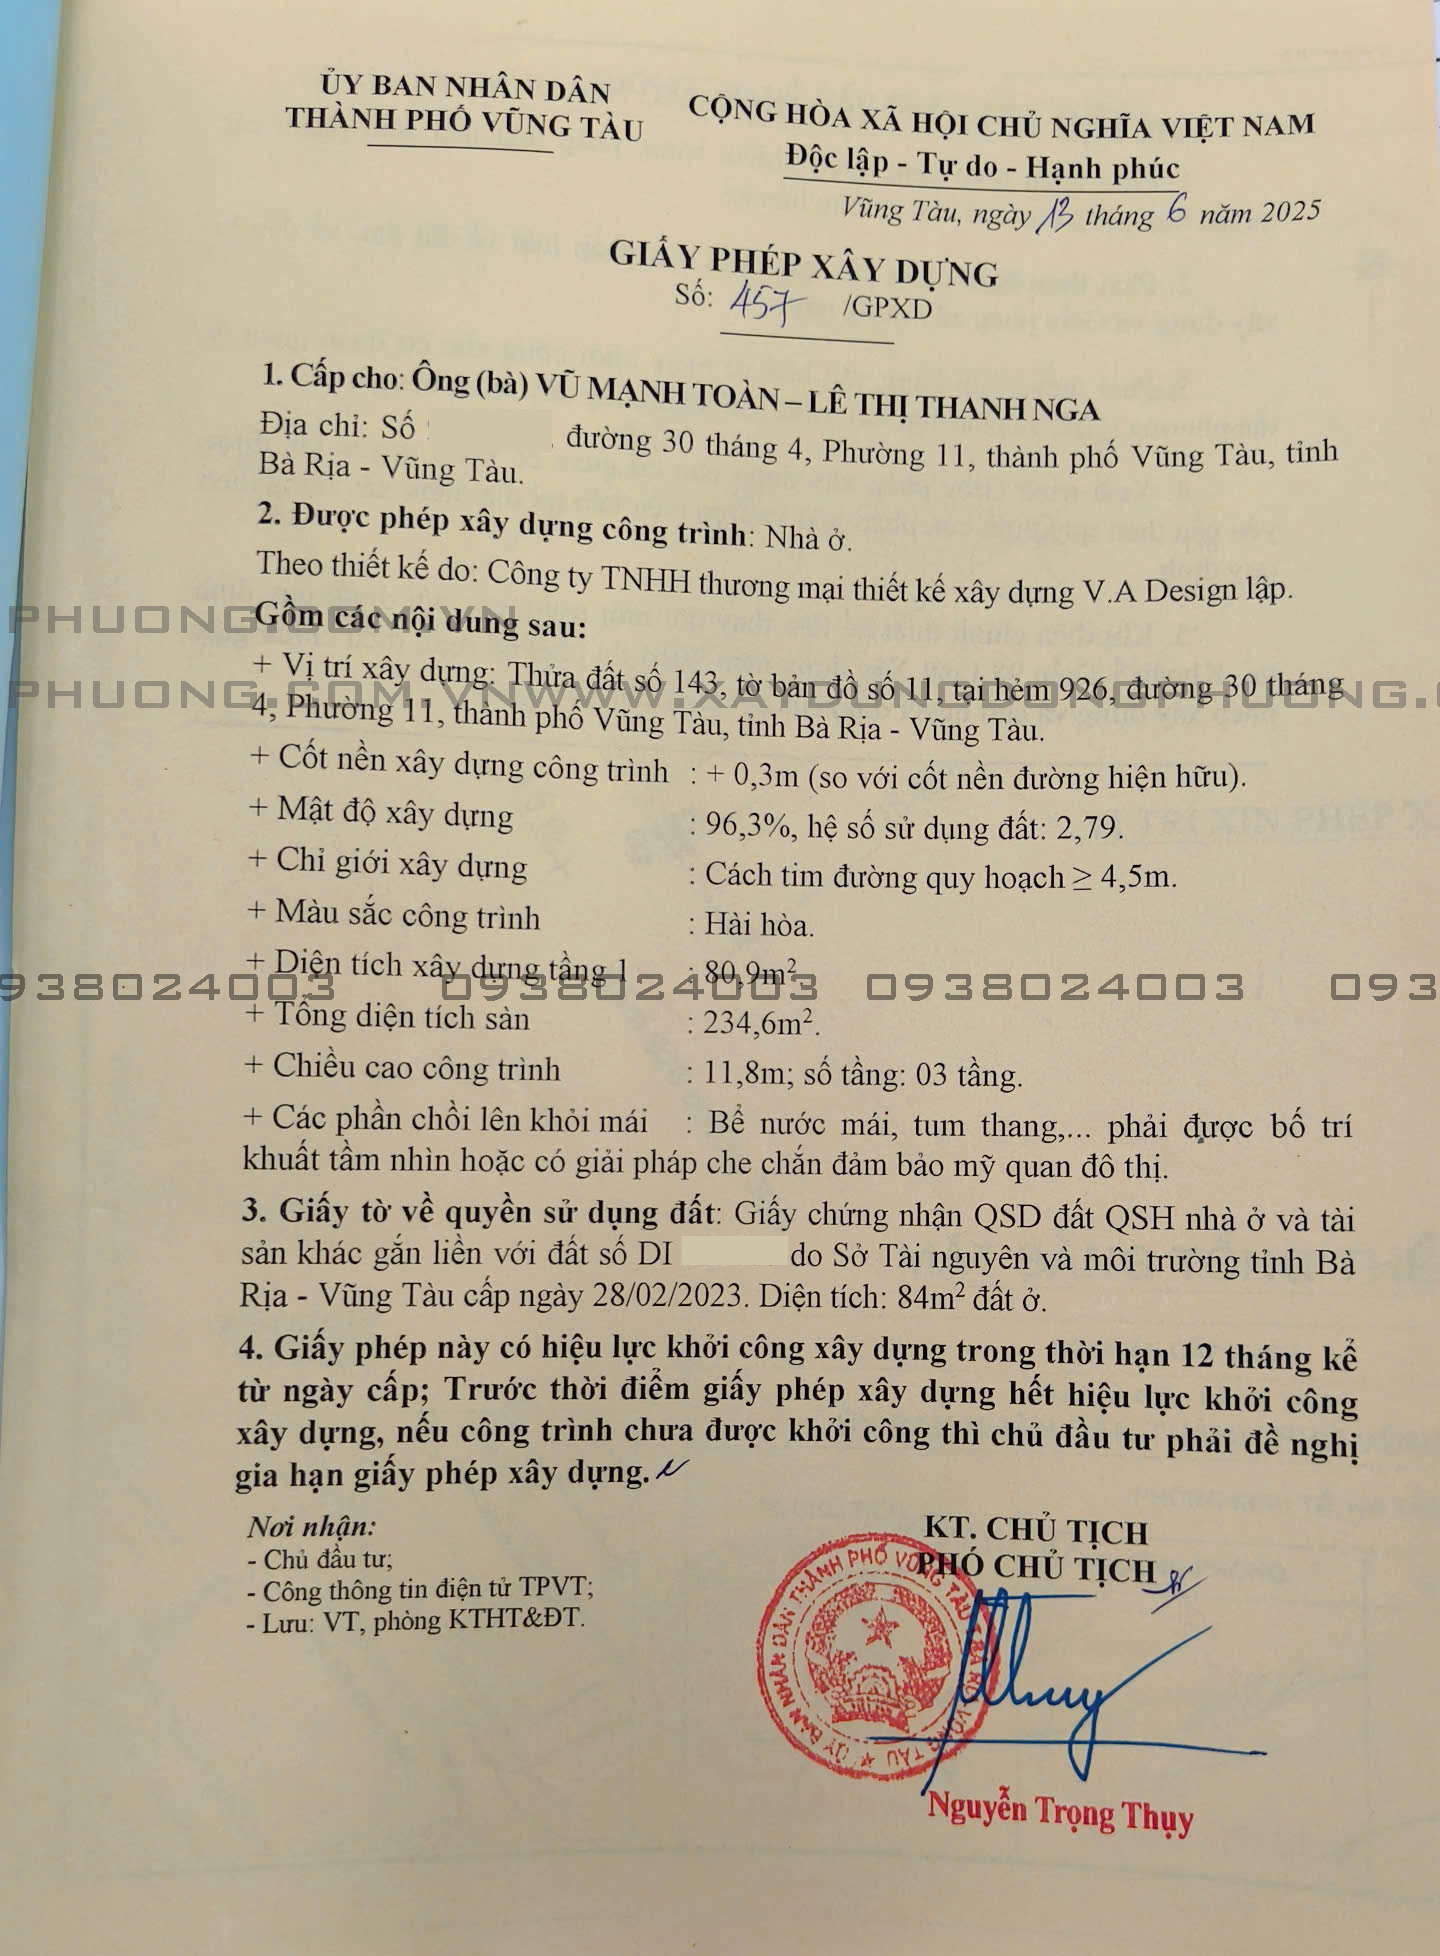 ỦY BAN NHÂN DÂN
THÀNH PHỐ VŨNG TÀU
CỘNG HÒA XÃ HỘI CHỦ NGHĨA VIỆT NAM
Độc lập - Tự do - Hạnh phúc
Vũng Tàu, ngày 13 tháng 6 năm 2025
GIẤY PHÉP XÂY DỰNG
Số: 457 /GPXD
1. Cấp cho: Ông (bà) VŨ MẠNH TOÀN – LÊ THỊ THANH NGA
Địa chỉ: Số đường 30 tháng 4, Phường 11, thành phố Vũng Tàu, tỉnh
Bà Rịa - Vũng Tàu.
2. Được phép xây dựng công trình: Nhà ở.
Theo thiết kế do: Công ty TNHH thương mại thiết kế xây dựng V.A Design lập.
PHUONG.COM.VN
Gồm các nội dung sau:
+ Vị trí xây dựng: Thửa đất số 143, tờ bản đồ số 11, tại hẻm 926, đường 30 tháng
PHUONG.COM.VNWWW.XAYDUNGDONGPHUONG.C
4, Phường 11, thành phố Vũng Tàu, tỉnh Bà Rịa - Vũng Tàu.
+ Cốt nền xây dựng công trình : + 0,3m (so với cốt nền đường hiện hữu).
+ Mật độ xây dựng : 96,3%, hệ số sử dụng đất: 2,79.
+ Chỉ giới xây dựng : Cách tim đường quy hoạch ≥ 4,5m.
+ Màu sắc công trình : Hài hòa.
+ Diện tích xây dựng tầng 1 : 80,9m²
938024003 0938024003 0938024003 093
+ Tổng diện tích sàn : 234,6m².
+ Chiều cao công trình : 11,8m; số tầng: 03 tầng.
+ Các phần chồi lên khỏi mái : Bể nước mái, tum thang,... phải được bố trí
khuất tầm nhìn hoặc có giải pháp che chắn đảm bảo mỹ quan đô thị.
3. Giấy tờ về quyền sử dụng đất: Giấy chứng nhận QSD đất QSH nhà ở và tài
sản khác gắn liền với đất số DI do Sở Tài nguyên và môi trường tỉnh Bà
Rịa - Vũng Tàu cấp ngày 28/02/2023. Diện tích: 84m² đất ở.
4. Giấy phép này có hiệu lực khởi công xây dựng trong thời hạn 12 tháng kể
từ ngày cấp; Trước thời điểm giấy phép xây dựng hết hiệu lực khởi công
xây dựng, nếu công trình chưa được khởi công thì chủ đầu tư phải đề nghị
gia hạn giấy phép xây dựng.
Nơi nhận:
- Chủ đầu tư;
- Công thông tin điện tử TPVT;
- Lưu: VT, phòng KTHT&ĐT.
KT. CHỦ TỊCH
PHÓ CHỦ TỊCH
ỦY BAN NHÂN DÂN THÀNH PHỐ VŨNG TÀU
Nguyễn Trọng Thụy